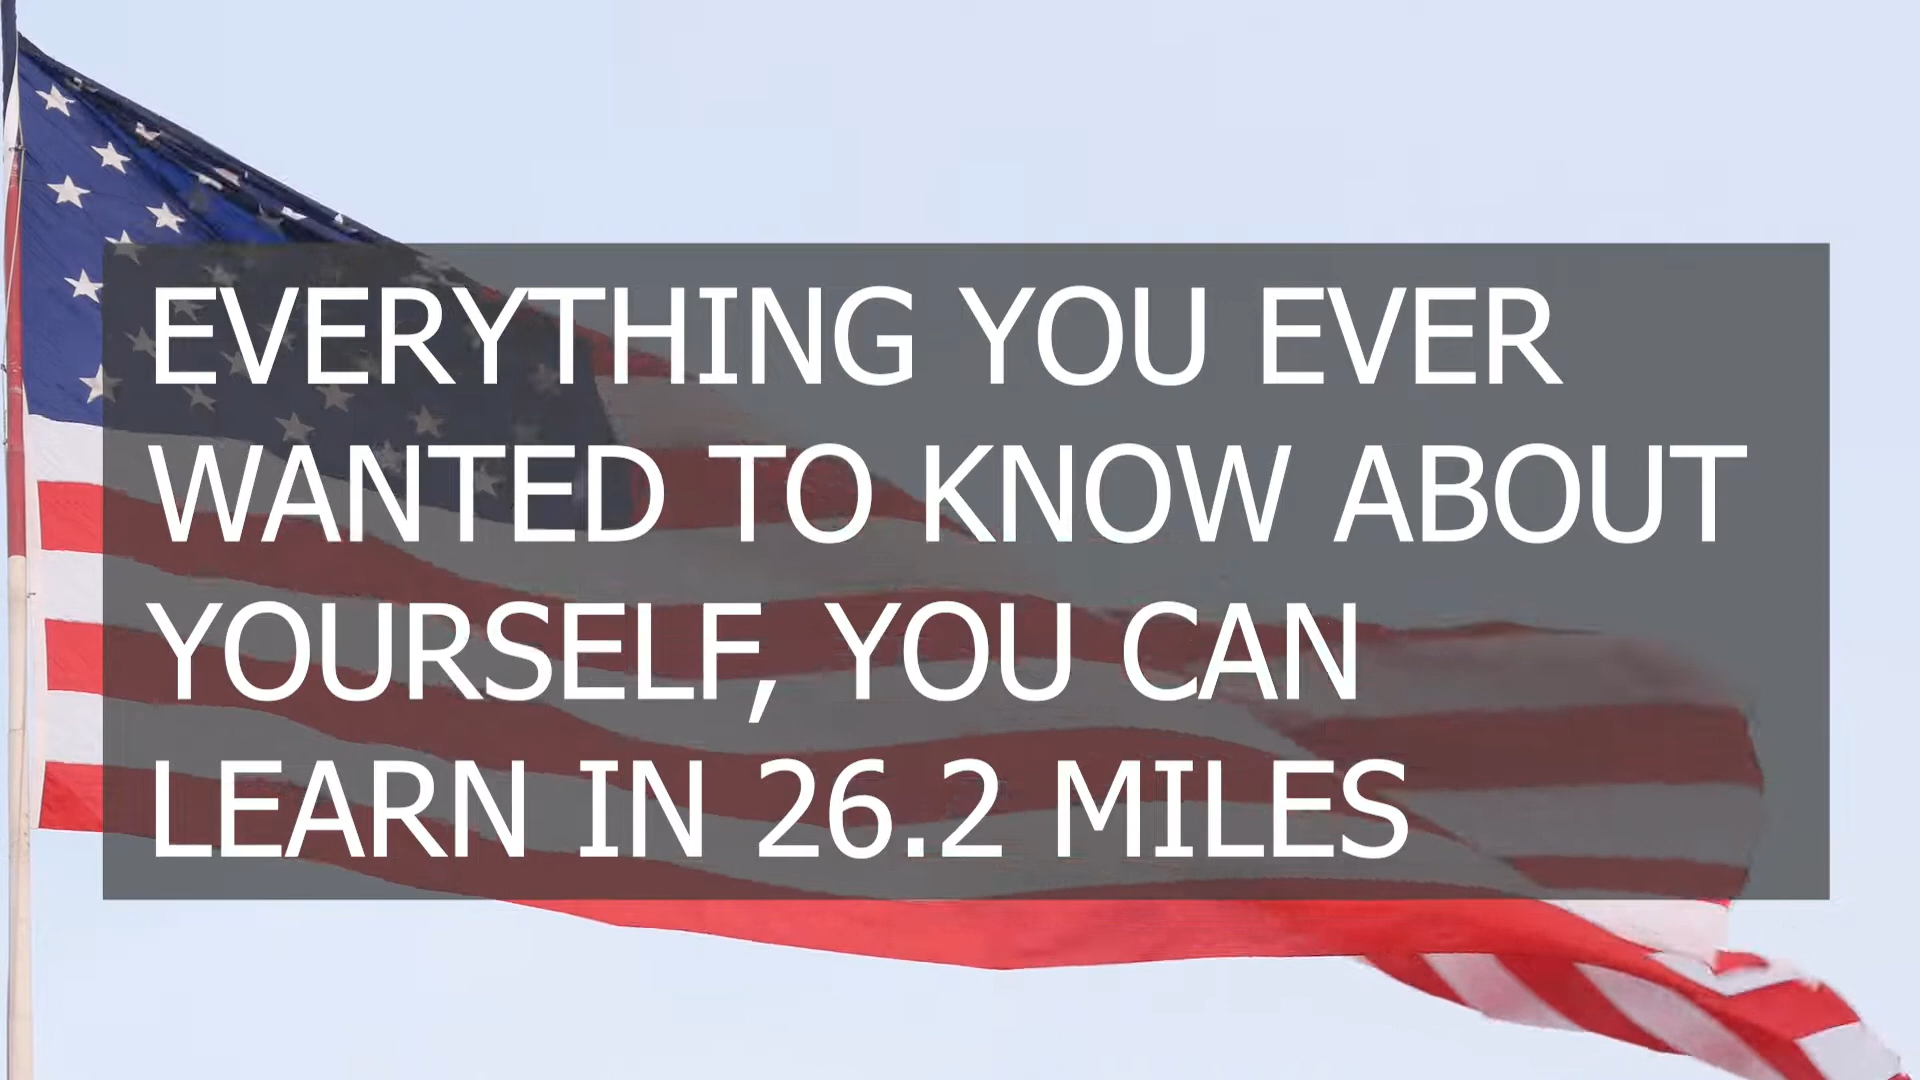 EVERYTHING YOU EVER
WANTED TO KNOW ABOUT
YOURSELF, YOU CAN
LEARN IN 26.2 MILES